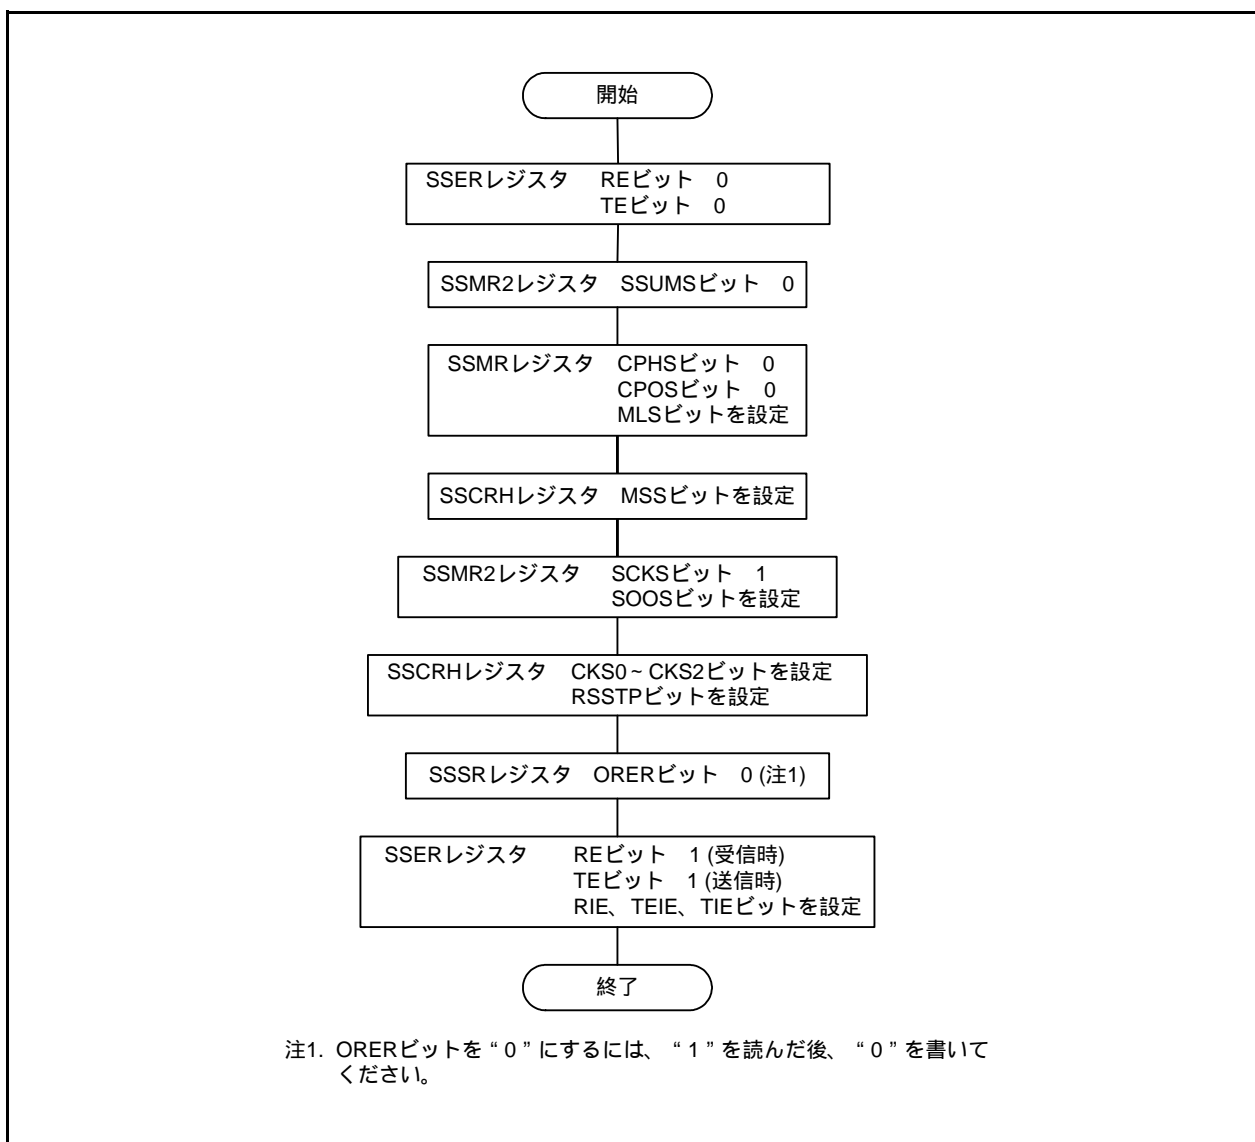 開始
SSERレジスタ REビット 0
TEビット 0
SSMR2レジスタ SSUMSビット 0
SSMRレジスタ CPHSビット 0
CPOSビット 0
MLSビットを設定
SSCRHレジスタ MSSビットを設定
SSMR2レジスタ SCKSビット 1
SOOSビットを設定
SSCRHレジスタ CKS0~CKS2ビットを設定
RSSTPビットを設定
SSSRレジスタ ORERビット 0 (注1)
SSERレジスタ REビット 1 (受信時)
TEビット 1 (送信時)
RIE、TEIE、TIEビットを設定
終了
注1. ORERビットを“0”にするには、“1”を読んだ後、“0”を書いて
ください。